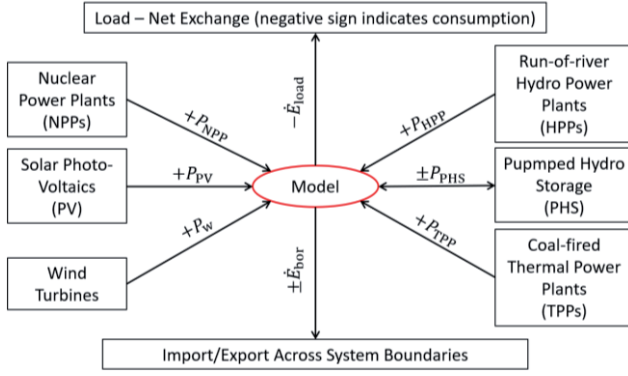 Load – Net Exchange (negative sign indicates consumption)
Nuclear
Power Plants
(NPPs)
Solar Photo-
Voltaics
(PV)
Wind
Turbines
+P_NPP
+P_PV
+P_w
−Ė_load
Model
±Ė_bor
+P_HPP
±P_PHS
+P_TPP
Run-of-river
Hydro Power
Plants
(HPPs)
Pupmped Hydro
Storage
(PHS)
Coal-fired
Thermal Power
Plants
(TPPs)
Import/Export Across System Boundaries